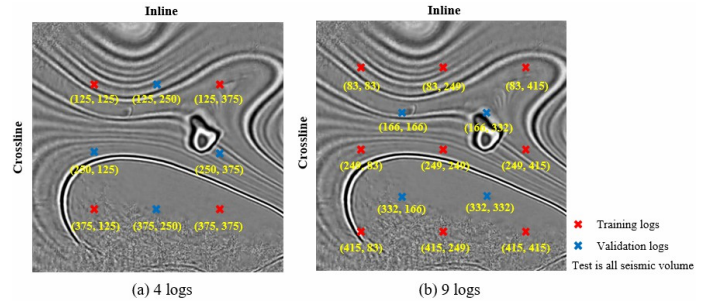 Inline
Inline
Crossline
(125, 125) (125, 250) (125, 375)
(250, 125) (250, 375)
(375, 125) (375, 250) (375, 375)
Crossline
(83, 83) (83, 249) (83, 415)
(166, 166) (166, 332)
(249, 83) (249, 249) (249, 415)
(332, 166) (332, 332)
(415, 83) (415, 249) (415, 415)
Training logs
Validation logs
Test is all seismic volume
(a) 4 logs
(b) 9 logs